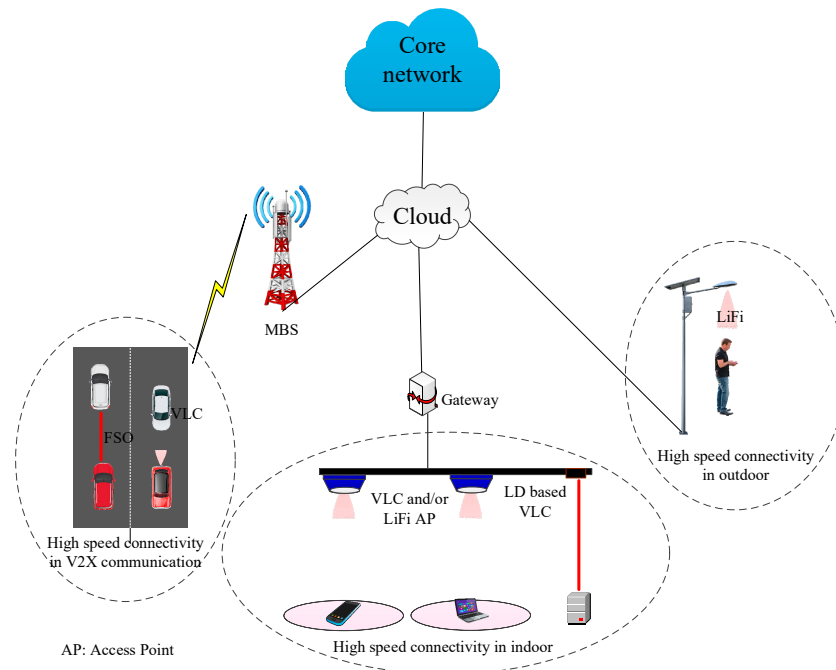 Core
network
Cloud
MBS
LiFi
Gateway
VLC
FSO
High speed connectivity
in outdoor
VLC and/or
LiFi AP
LD based
VLC
High speed connectivity
in V2X communication
High speed connectivity in indoor
AP: Access Point